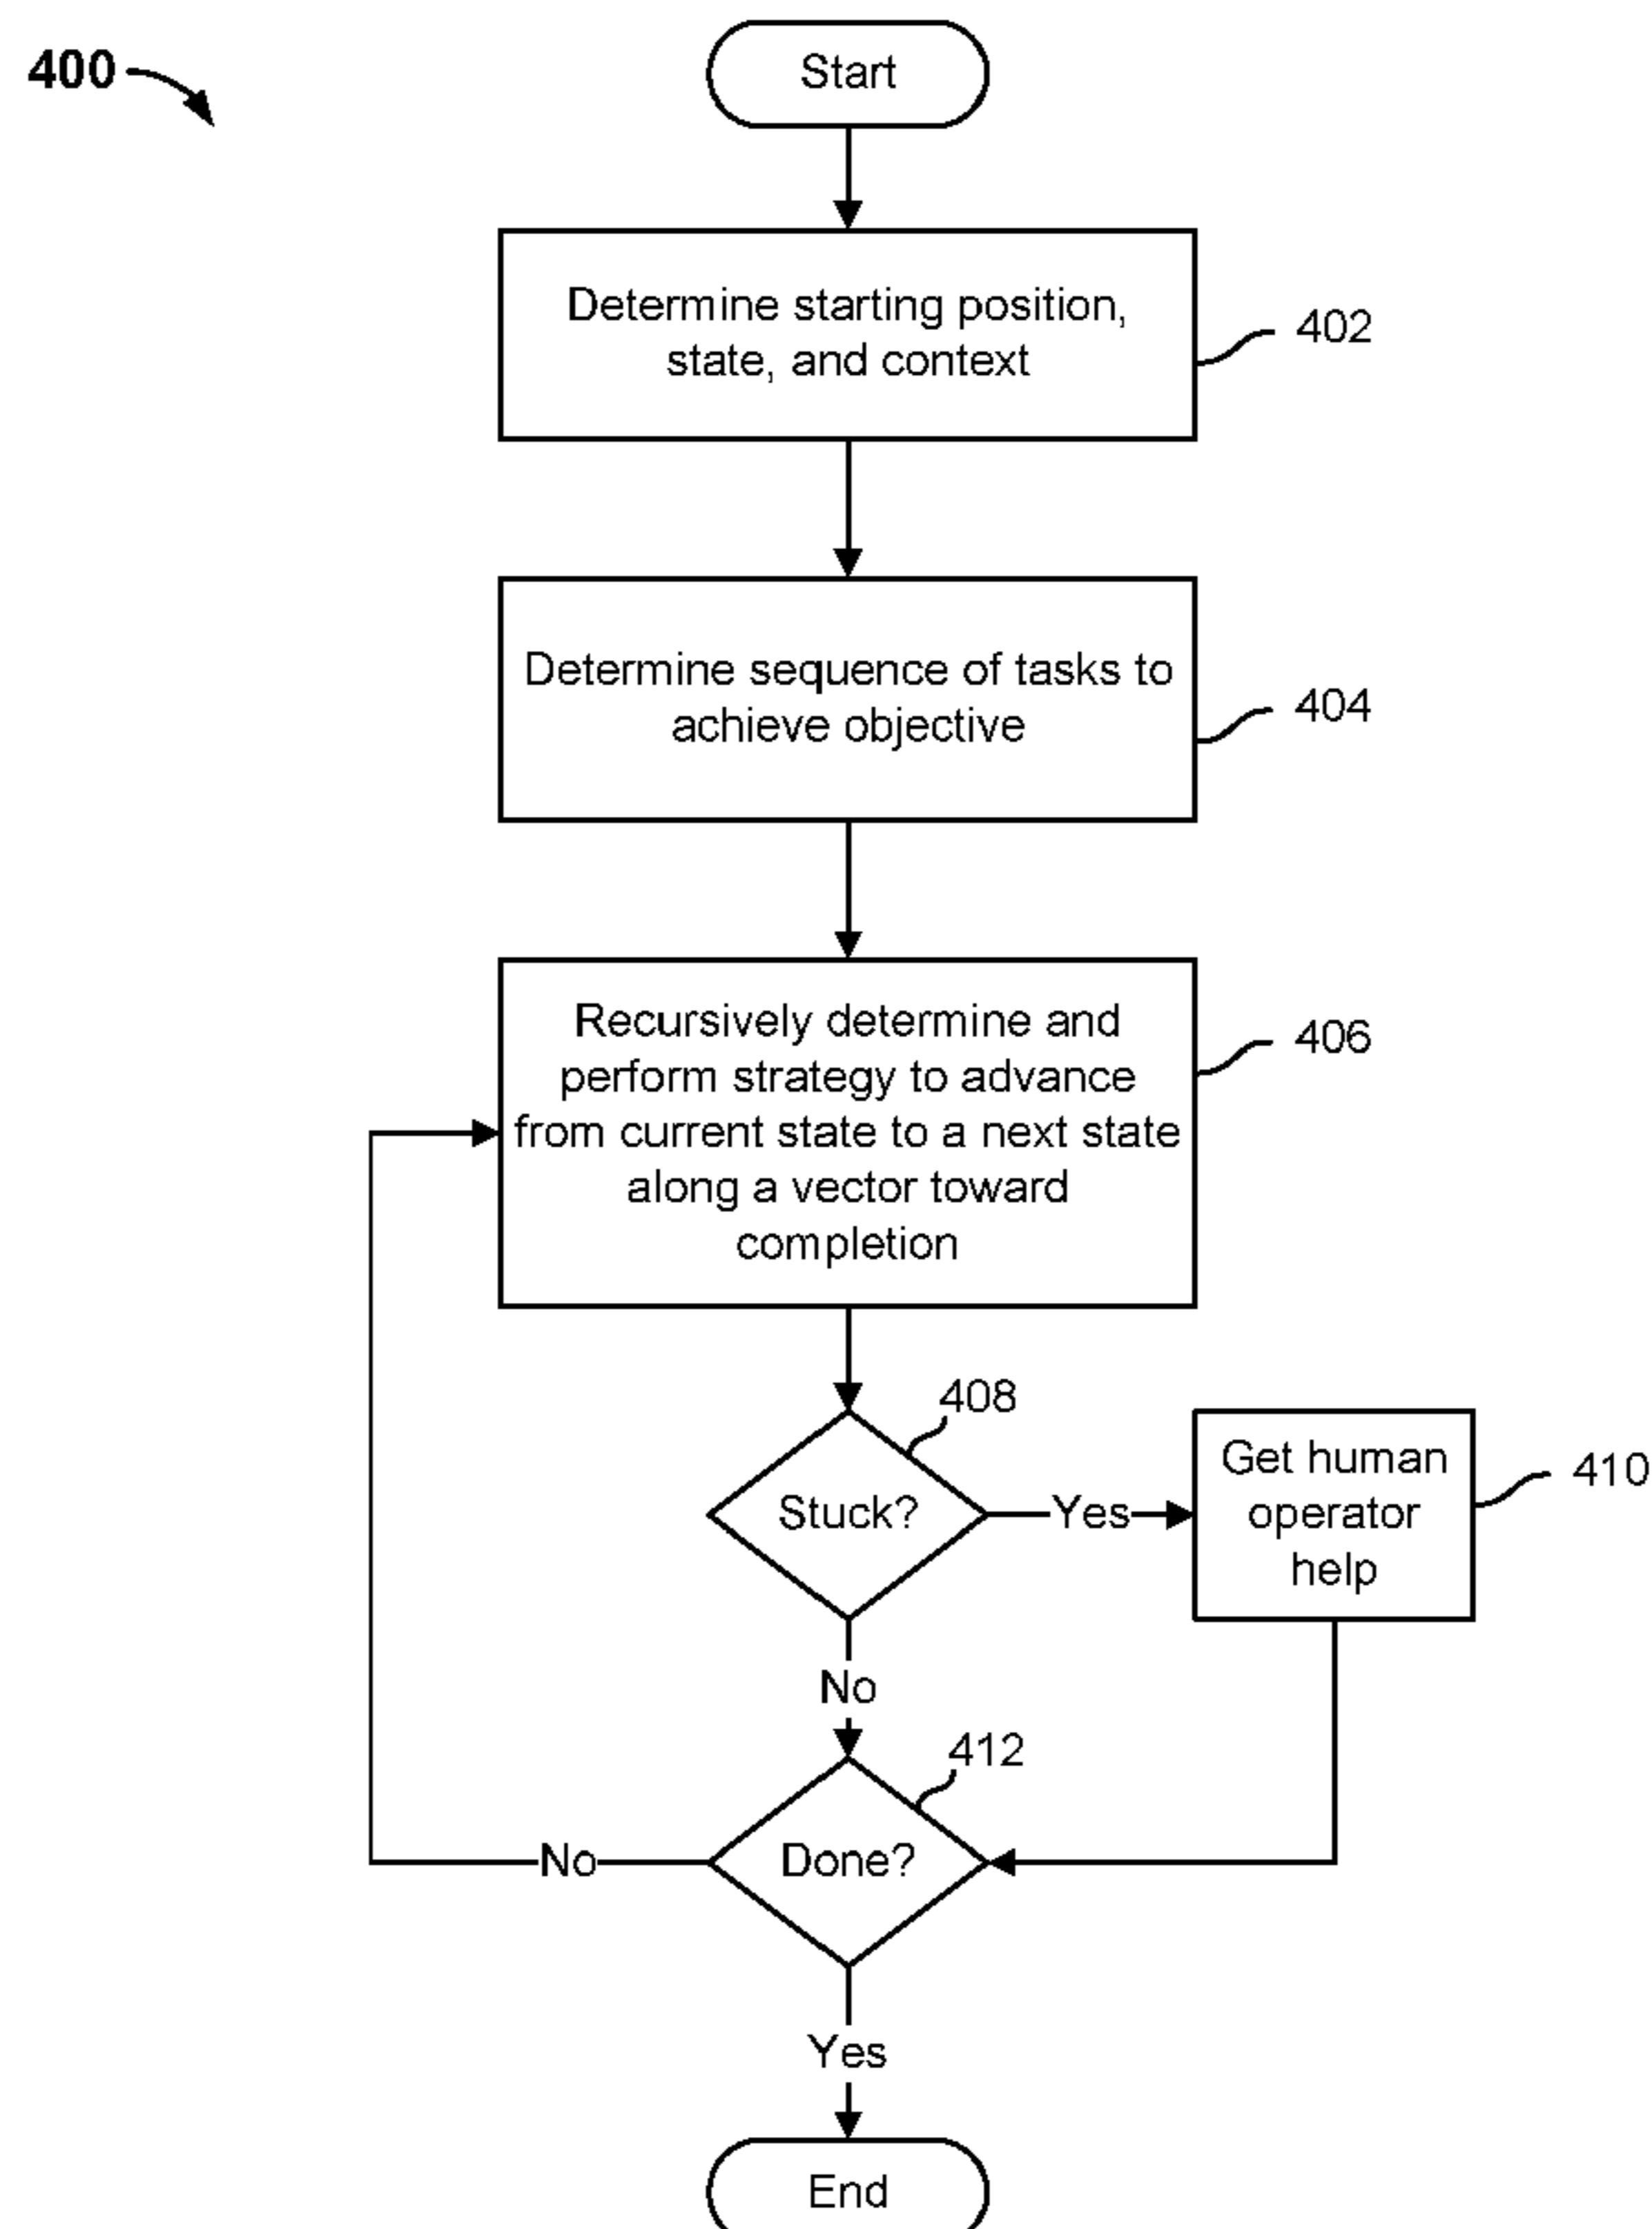 400
Start
Determine starting position,
state, and context
402
Determine sequence of tasks to
achieve objective
404
Recursively determine and
perform strategy to advance
from current state to a next state
along a vector toward
completion
406
408
Stuck?
Yes
Get human
operator
help
410
No
412
Done?
No
Yes
End